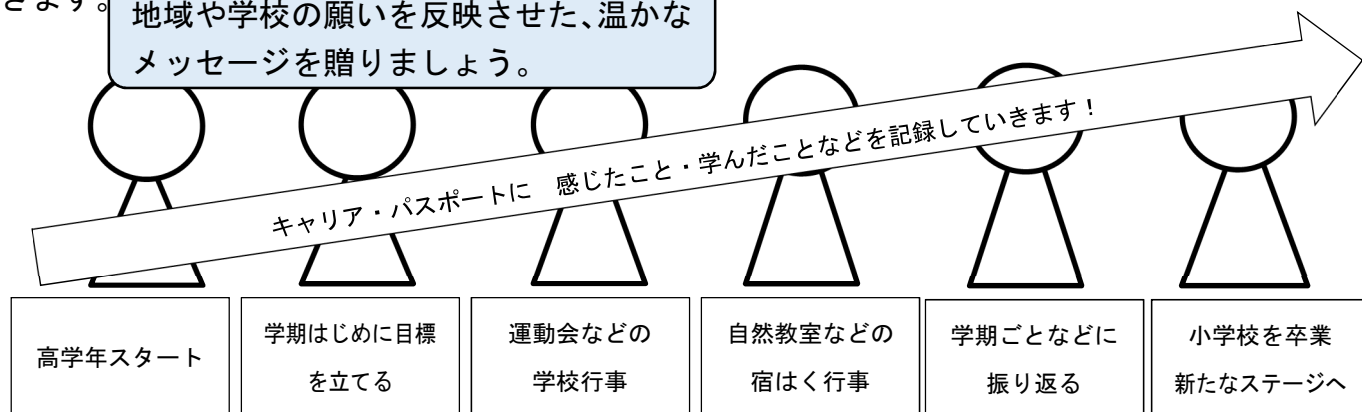 きます。
地域や学校の願いを反映させた、温かな
メッセージを贈りましょう。
キャリア・パスポートに　感じたこと・学んだことなどを記録していきます！
高学年スタート
学期はじめに目標
を立てる
運動会などの
学校行事
自然教室などの
宿はく行事
学期ごとなどに
振り返る
小学校を卒業
新たなステージへ